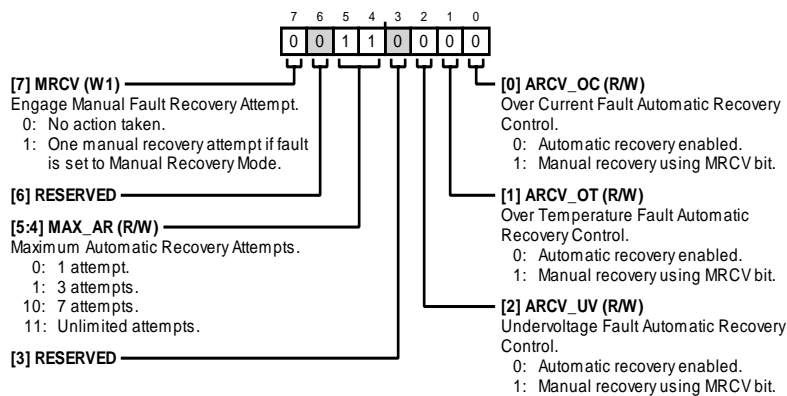 7 6 5 4 3 2 1 0
0 0 1 1 0 0 0 0
[7] MRCV (W1)
Engage Manual Fault Recovery Attempt.
0: No action taken.
1: One manual recovery attempt if fault
is set to Manual Recovery Mode.
[6] RESERVED
[5:4] MAX_AR (R/W)
Maximum Automatic Recovery Attempts.
0: 1 attempt.
1: 3 attempts.
10: 7 attempts.
11: Unlimited attempts.
[3] RESERVED
[0] ARCV_OC (R/W)
Over Current Fault Automatic Recovery
Control.
0: Automatic recovery enabled.
1: Manual recovery using MRCV bit.
[1] ARCV_OT (R/W)
Over Temperature Fault Automatic
Recovery Control.
0: Automatic recovery enabled.
1: Manual recovery using MRCV bit.
[2] ARCV_UV (R/W)
Undervoltage Fault Automatic Recovery
Control.
0: Automatic recovery enabled.
1: Manual recovery using MRCV bit.